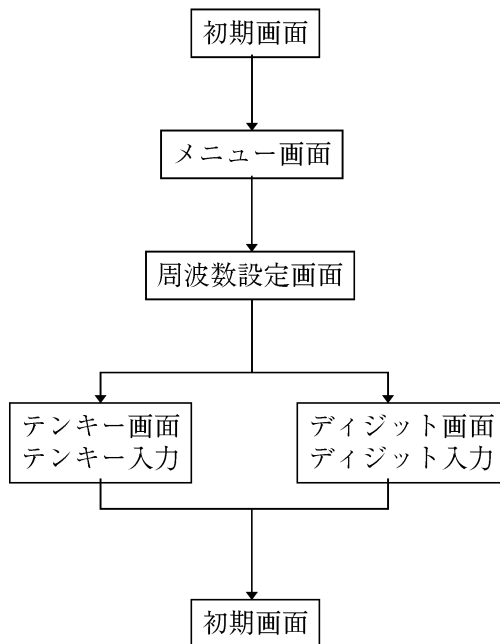 初期画面
メニュー画面
周波数設定画面
テンキー画面
テンキー入力
ディジット画面
ディジット入力
初期画面